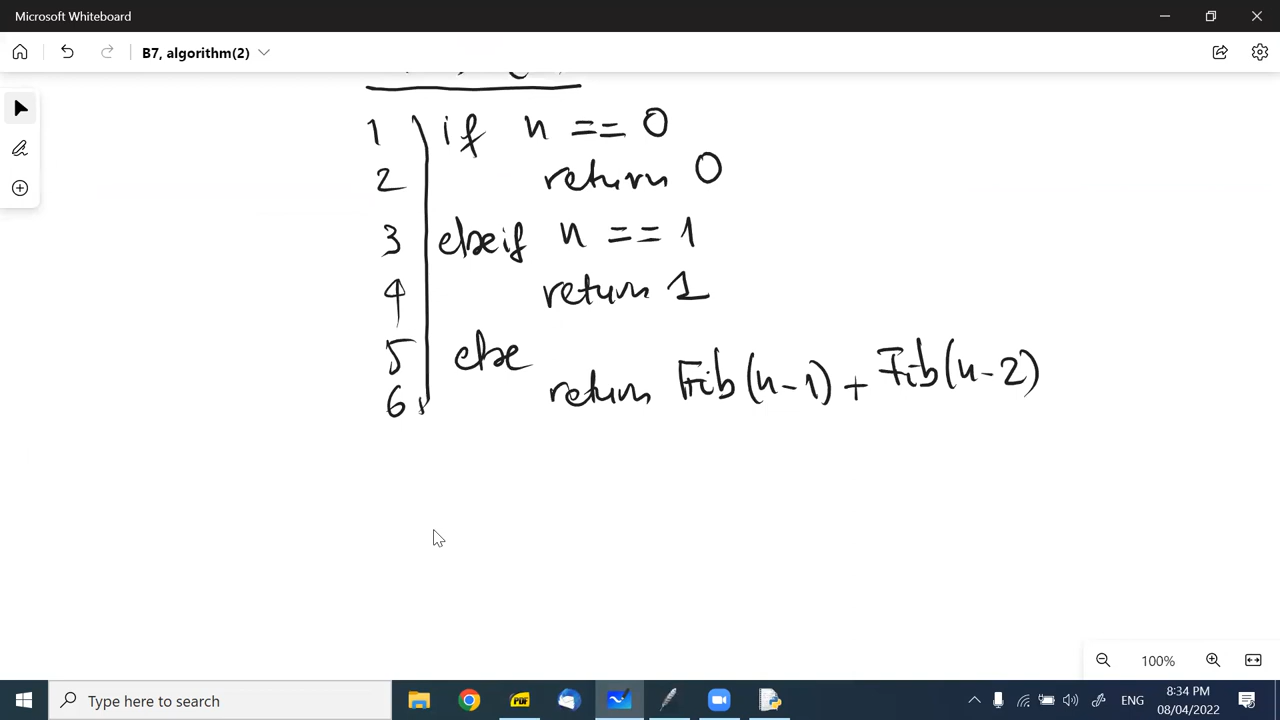 Microsoft Whiteboard
B7, algorithm(2)
1 if n == 0
2 return 0
3 elseif n == 1
4 return 1
5 else
6 return Fib(n-1) + Fib(n-2)
100%
Type here to search
PDF
ENG
8:34 PM
08/04/2022